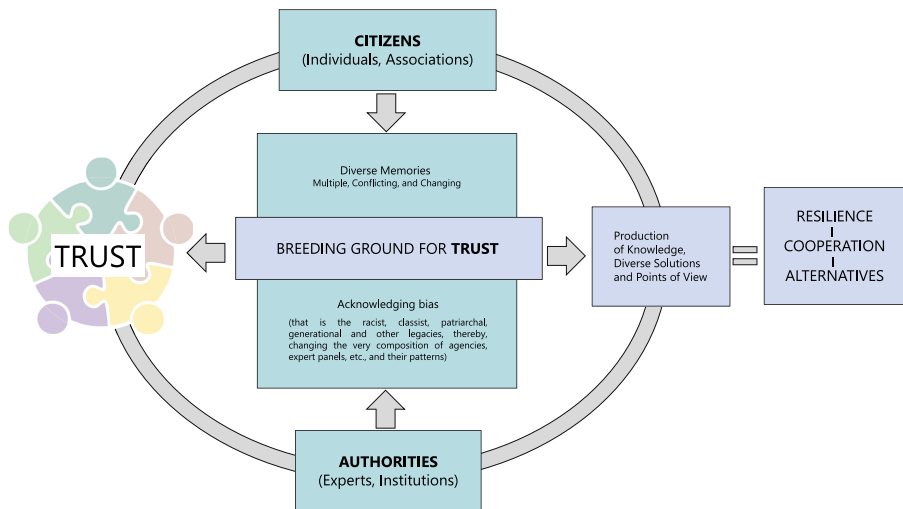 CITIZENS
(Individuals, Associations)
Diverse Memories
Multiple, Conflicting, and Changing
TRUST
BREEDING GROUND FOR TRUST
Production
of Knowledge,
Diverse Solutions
and Points of View
RESILIENCE
COOPERATION
ALTERNATIVES
Acknowledging bias
(that is the racist, classist, patriarchal,
generational and other legacies, thereby,
changing the very composition of agencies,
expert panels, etc., and their patterns)
AUTHORITIES
(Experts, Institutions)